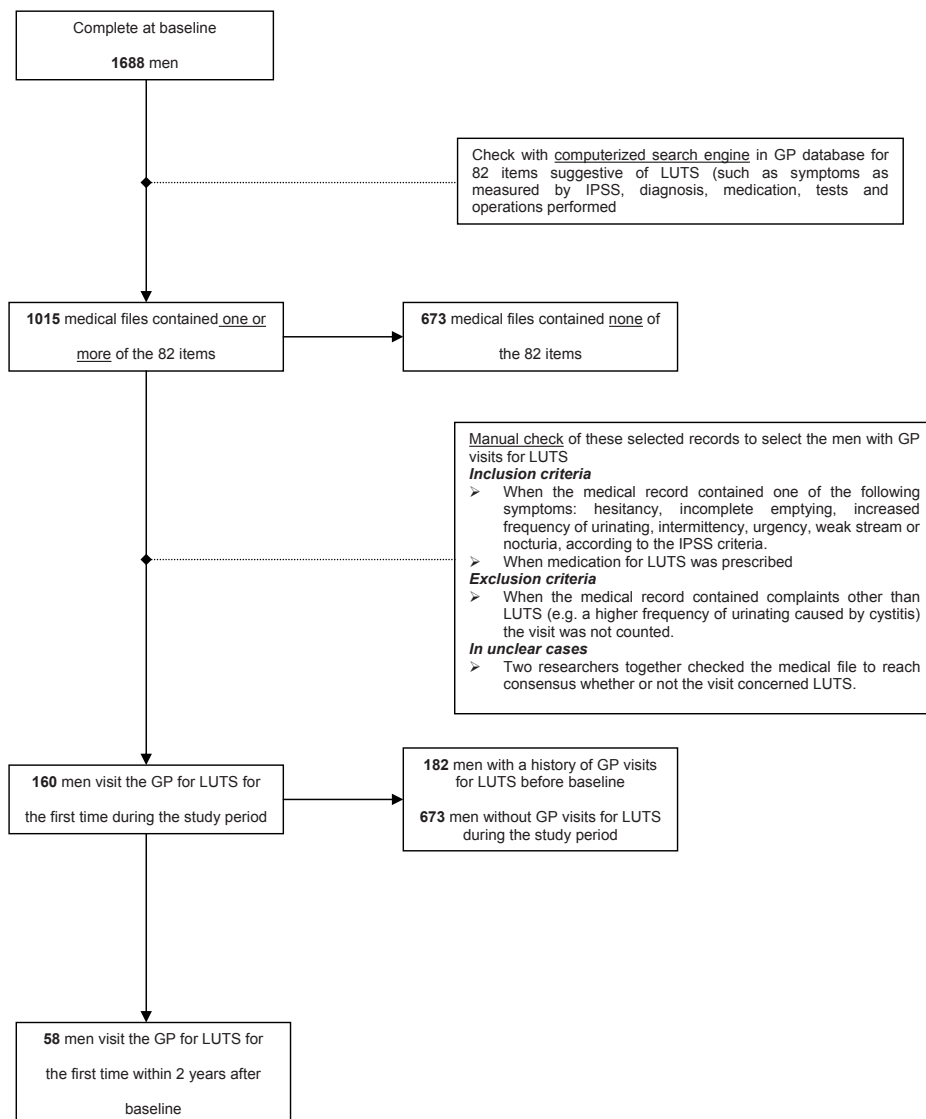 Complete at baseline
1688 men
Check with computerized search engine in GP database for
82 items suggestive of LUTS (such as symptoms as
measured by IPSS, diagnosis, medication, tests and
operations performed
1015 medical files contained one or
more of the 82 items
673 medical files contained none of
the 82 items
Manual check of these selected records to select the men with GP
visits for LUTS
Inclusion criteria
➢ When the medical record contained one of the following
symptoms: hesitancy, incomplete emptying, increased
frequency of urinating, intermittency, urgency, weak stream or
nocturia, according to the IPSS criteria.
➢ When medication for LUTS was prescribed
Exclusion criteria
➢ When the medical record contained complaints other than
LUTS (e.g. a higher frequency of urinating caused by cystitis)
the visit was not counted.
In unclear cases
➢ Two researchers together checked the medical file to reach
consensus whether or not the visit concerned LUTS.
160 men visit the GP for LUTS for
the first time during the study period
182 men with a history of GP visits
for LUTS before baseline
673 men without GP visits for LUTS
during the study period
58 men visit the GP for LUTS for
the first time within 2 years after
baseline